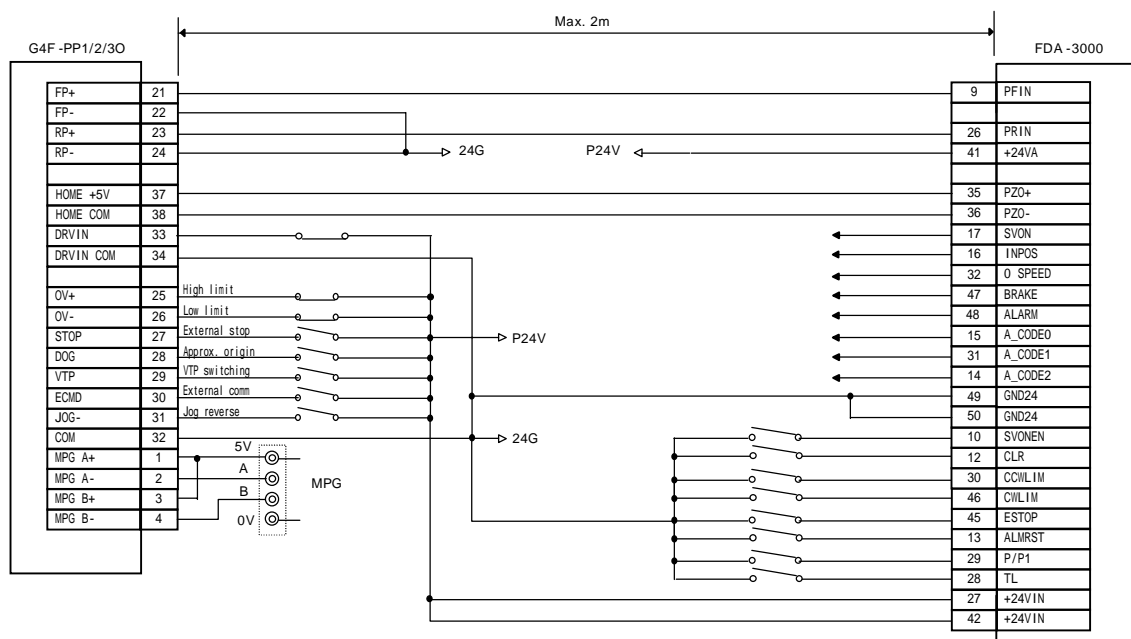 Max. 2m
G4F -PP1/2/3O
FDA -3000
FP+ 21
FP- 22
RP+ 23
RP- 24
HOME +5V 37
HOME COM 38
DRVIN 33
DRVIN COM 34
OV+ 25 High limit
OV- 26 Low limit
STOP 27 External stop
DOG 28 Approx. origin
VTP 29 VTP switching
ECMD 30 External comm
JOG- 31 Jog reverse
COM 32
MPG A+ 1
MPG A- 2
MPG B+ 3
MPG B- 4
5V
A
B
0V
MPG
24G
P24V
P24V
24G
9 PFIN
26 PRIN
41 +24VA
35 PZO+
36 PZO-
17 SVON
16 INPOS
32 O SPEED
47 BRAKE
48 ALARM
15 A_CODE0
31 A_CODE1
14 A_CODE2
49 GND24
50 GND24
10 SVONEN
12 CLR
30 CCWLIM
46 CWLIM
45 ESTOP
13 ALMRST
29 P/P1
28 TL
27 +24VIN
42 +24VIN